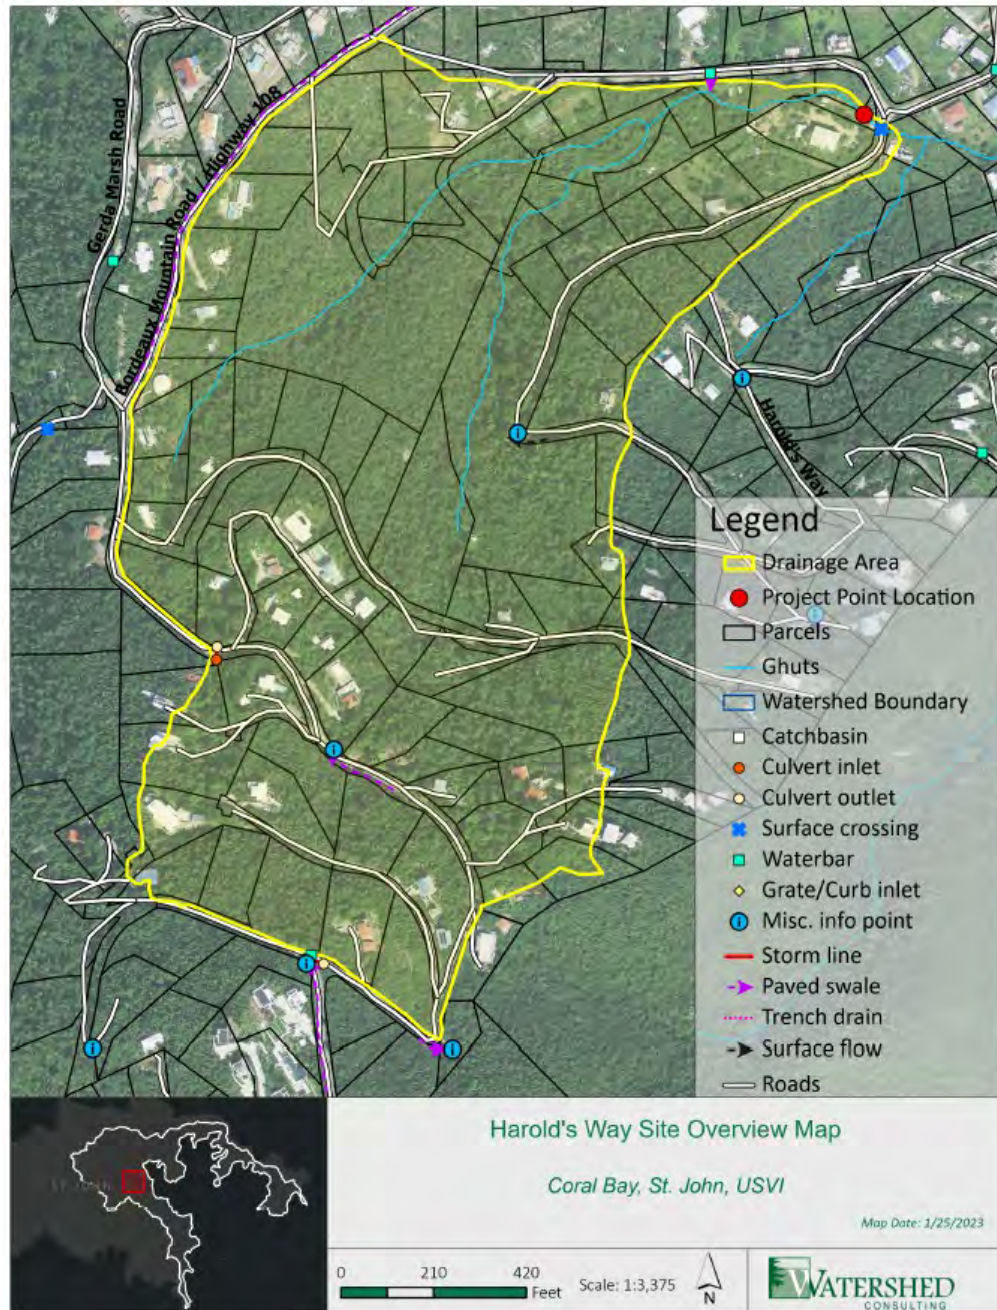 Gerda Marsh Road
Bordeaux Mountain Road
Highway 108
Harold's Way
Legend
Drainage Area
Project Point Location
Parcels
Ghuts
Watershed Boundary
Catchbasin
Culvert inlet
Culvert outlet
Surface crossing
Waterbar
Grate/Curb inlet
Misc. info point
Storm line
Paved swale
Trench drain
Surface flow
Roads
ST JOHN
Harold's Way Site Overview Map
Coral Bay, St. John, USVI
Map Date: 1/25/2023
0 210 420
Feet
Scale: 1:3,375
N
WATERSHED
CONSULTING